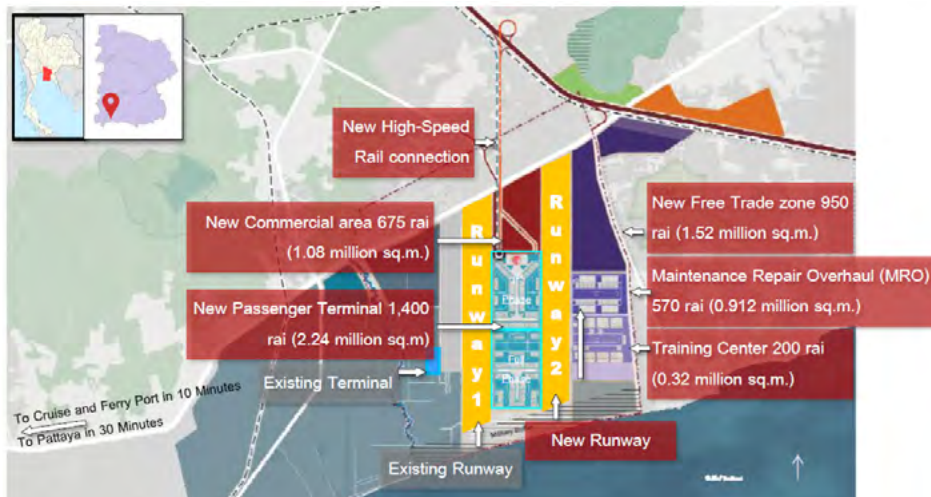 New High-Speed
Rail connection
New Commercial area 675 rai
(1.08 million sq.m.)
New Passenger Terminal 1,400
rai (2.24 million sq.m)
Existing Terminal
To Cruise and Ferry Port in 10 Minutes
To Pattaya in 30 Minutes
Runway1
Phase
Phase
Runway2
New Free Trade zone 950
rai (1.52 million sq.m.)
Maintenance Repair Overhaul (MRO)
570 rai (0.912 million sq.m.)
Training Center 200 rai
(0.32 million sq.m.)
Existing Runway
New Runway